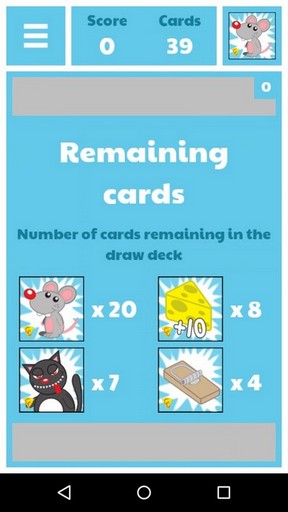 Score
Cards
0
39
0
Remaining
cards
Number of cards remaining in the
draw deck
x 20
+10
x 8
x 7
x 4